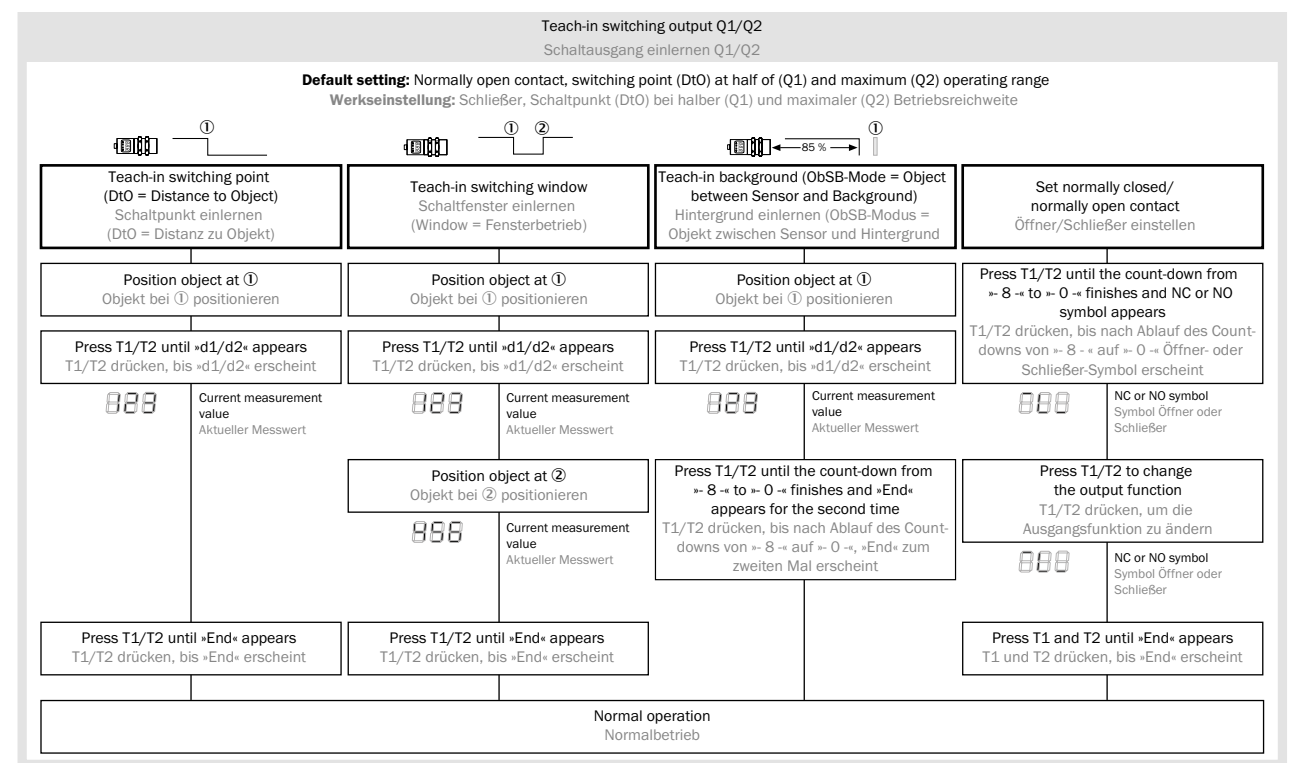 Teach-in switching output Q1/Q2
Schaltausgang einlernen Q1/Q2
Default setting: Normally open contact, switching point (DtO) at half of (Q1) and maximum (Q2) operating range
Werkseinstellung: Schließer, Schaltpunkt (DtO) bei halber (Q1) und maximaler (Q2) Betriebsreichweite
①
Teach-in switching point
(DtO = Distance to Object)
Schaltpunkt einlernen
(DtO = Distanz zu Objekt)
Position object at ①
Objekt bei ① positionieren
Press T1/T2 until »d1/d2« appears
T1/T2 drücken, bis »d1/d2« erscheint
123
Current measurement
value
Aktueller Messwert
Press T1/T2 until »End« appears
T1/T2 drücken, bis »End« erscheint
① ②
Teach-in switching window
Schaltfenster einlernen
(Window = Fensterbetrieb)
Position object at ①
Objekt bei ① positionieren
Press T1/T2 until »d1/d2« appears
T1/T2 drücken, bis »d1/d2« erscheint
123
Current measurement
value
Aktueller Messwert
Position object at ②
Objekt bei ② positionieren
456
Current measurement
value
Aktueller Messwert
Press T1/T2 until »End« appears
T1/T2 drücken, bis »End« erscheint
85 %
①
Teach-in background (ObSB-Mode = Object
between Sensor and Background)
Hintergrund einlernen (ObSB-Modus =
Objekt zwischen Sensor und Hintergrund
Position object at ①
Objekt bei ① positionieren
Press T1/T2 until »d1/d2« appears
T1/T2 drücken, bis »d1/d2« erscheint
123
Current measurement
value
Aktueller Messwert
Press T1/T2 until the count-down from
»- 8 -« to »- 0 -« finishes and »End«
appears for the second time
T1/T2 drücken, bis nach Ablauf des Count-
downs von »- 8 -« auf »- 0 -«, »End« zum
zweiten Mal erscheint
Set normally closed/
normally open contact
Öffner/Schließer einstellen
Press T1/T2 until the count-down from
»- 8 -« to »- 0 -« finishes and NC or NO
symbol appears
T1/T2 drücken, bis nach Ablauf des Count-
downs von »- 8 - « auf »- 0 -« Öffner- oder
Schließer-Symbol erscheint
NC or NO symbol
Symbol Öffner oder
Schließer
Press T1/T2 to change
the output function
T1/T2 drücken, um die
Ausgangsfunktion zu ändern
NC or NO symbol
Symbol Öffner oder
Schließer
Press T1 and T2 until »End« appears
T1 und T2 drücken, bis »End« erscheint
Normal operation
Normalbetrieb